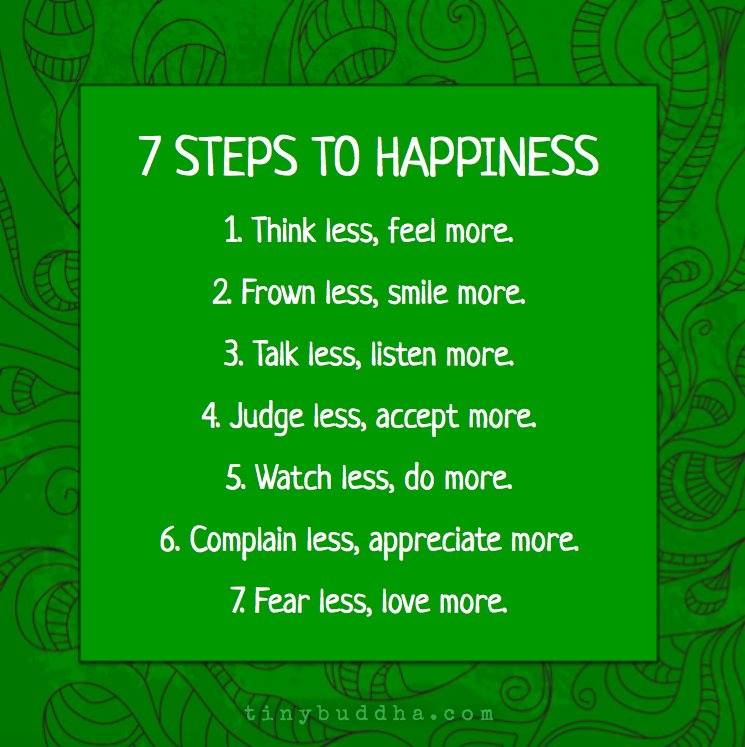 7 STEPS TO HAPPINESS
1. Think less, feel more.
2. Frown less, smile more.
3. Talk less, listen more.
4. Judge less, accept more.
5. Watch less, do more.
6. Complain less, appreciate more.
7. Fear less, love more.
tinybuddha.com